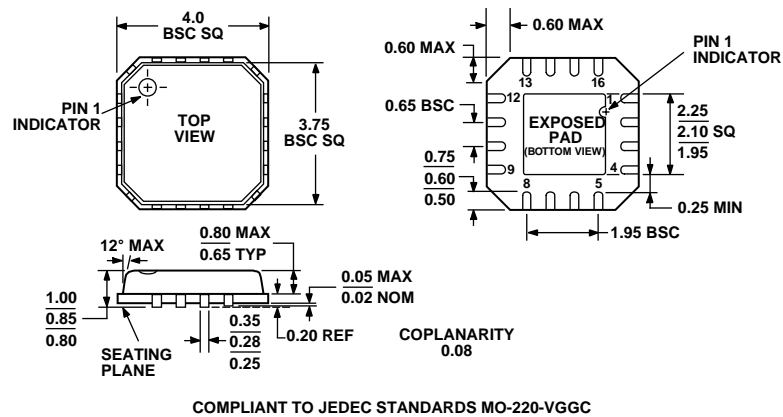 4.0
BSC SQ
PIN 1
INDICATOR
TOP
VIEW
3.75
BSC SQ
0.60 MAX
0.60 MAX
PIN 1
INDICATOR
13
16
12
1
0.65 BSC
EXPOSED
PAD
(BOTTOM VIEW)
2.25
2.10 SQ
1.95
9
4
8
5
0.75
0.60
0.50
0.25 MIN
1.95 BSC
12° MAX
0.80 MAX
0.65 TYP
0.05 MAX
0.02 NOM
1.00
0.85
0.80
0.35
0.28
0.25
0.20 REF
SEATING
PLANE
COPLANARITY
0.08
COMPLIANT TO JEDEC STANDARDS MO-220-VGGC